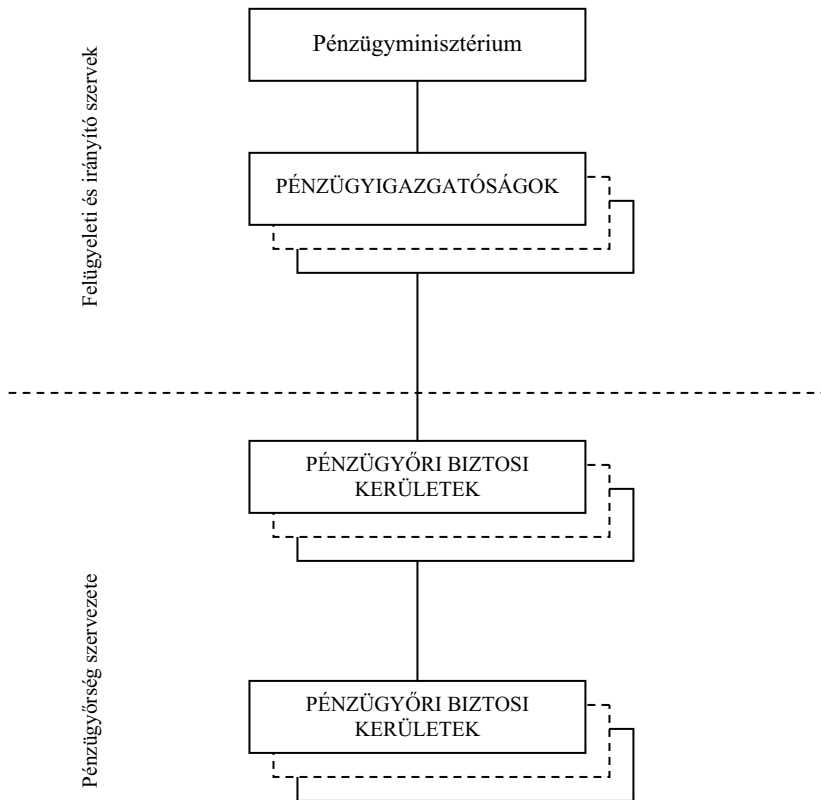 Pénzügyminisztérium
Felügyeleti és irányító szervek
PÉNZÜGYIGAZGATÓSÁGOK
PÉNZÜGYŐRI BIZTOSI
KERÜLETEK
Pénzügyőrség szervezete
PÉNZÜGYŐRI BIZTOSI
KERÜLETEK